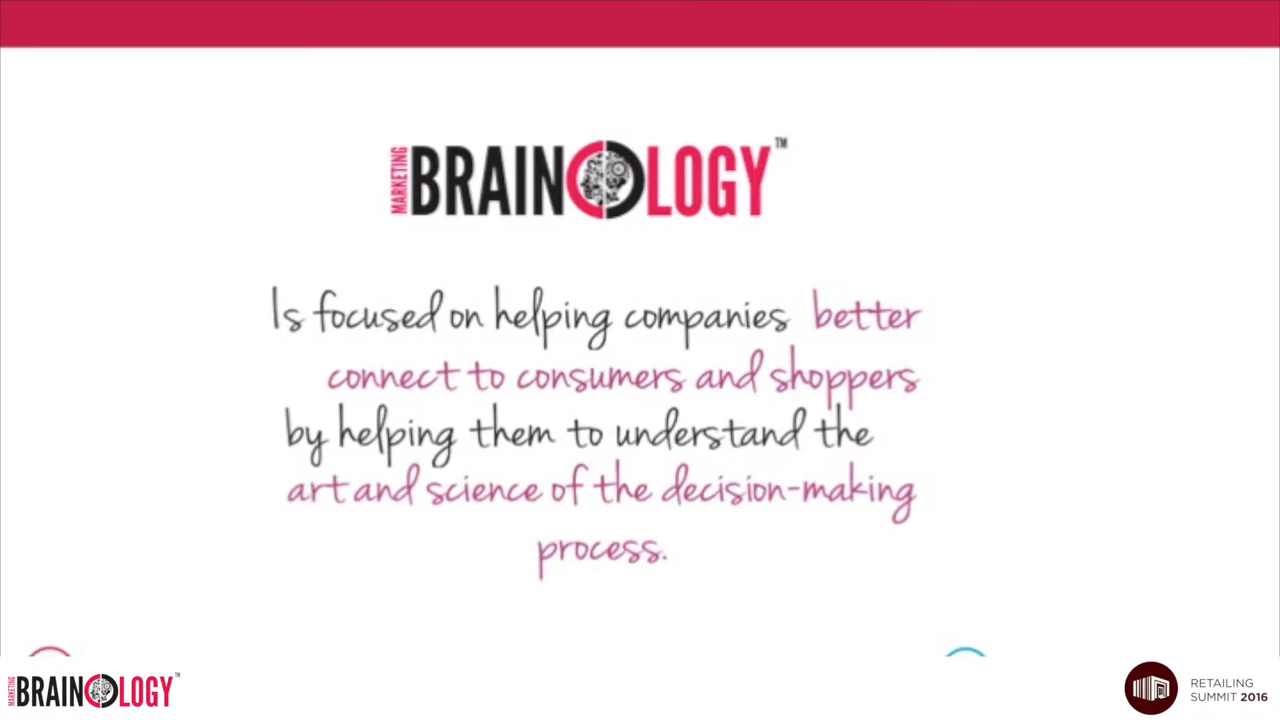 MARKETING BRAINOLOGY™
Is focused on helping companies better
connect to consumers and shoppers
by helping them to understand the
art and science of the decision-making
process.
MARKETING BRAINOLOGY™
RETAILING
SUMMIT 2016